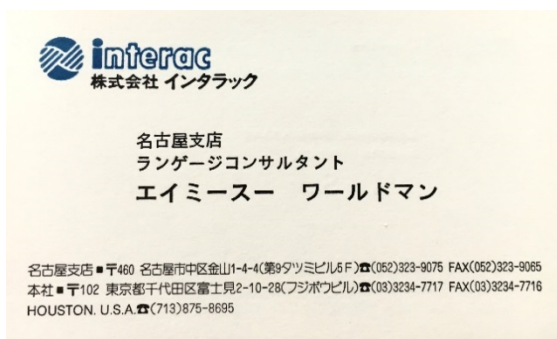 interac
株式会社 インタラック
名古屋支店
ランゲージコンサルタント
エイミースー　ワールドマン
名古屋支店■〒460 名古屋市中区金山1-4-4(第9タツミビル5F)☎(052)323-9075 FAX(052)323-9065
本社■〒102 東京都千代田区富士見2-10-28(フジボウビル)☎(03)3234-7717 FAX(03)3234-7716
HOUSTON. U.S.A.☎(713)875-8695